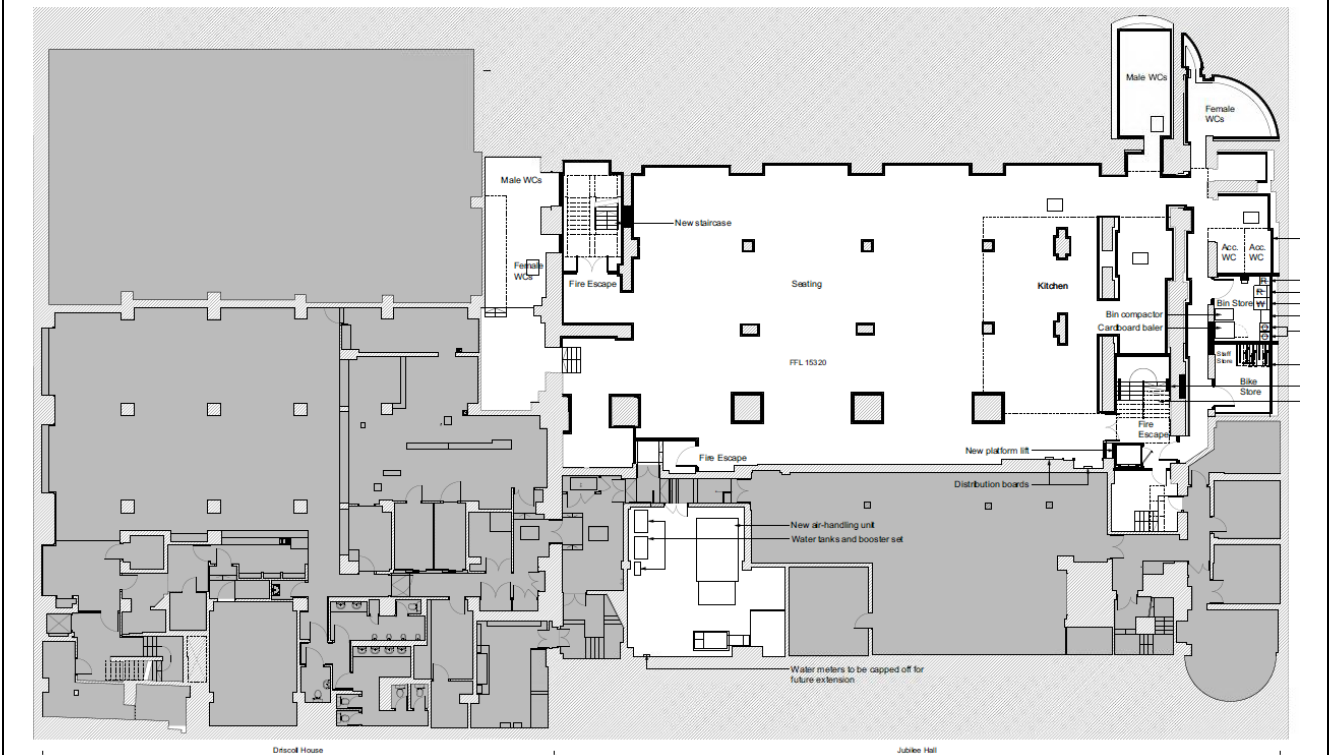 Male WCs
Female
WCs
Male WCs
New staircase
Female
WCs
Fire Escape
Seating
Kitchen
Acc.
WC
Acc.
WC
R
R
Bin Store
W
Bin compactor
Cardboard baler
Staff
Store
FFL 15320
Bike
Store
Fire
Escape
New platform lift
Fire Escape
Distribution boards
New air-handling unit
Water tanks and booster set
Water meters to be capped off for
future extension
Driscoll House
Jubilee Hall